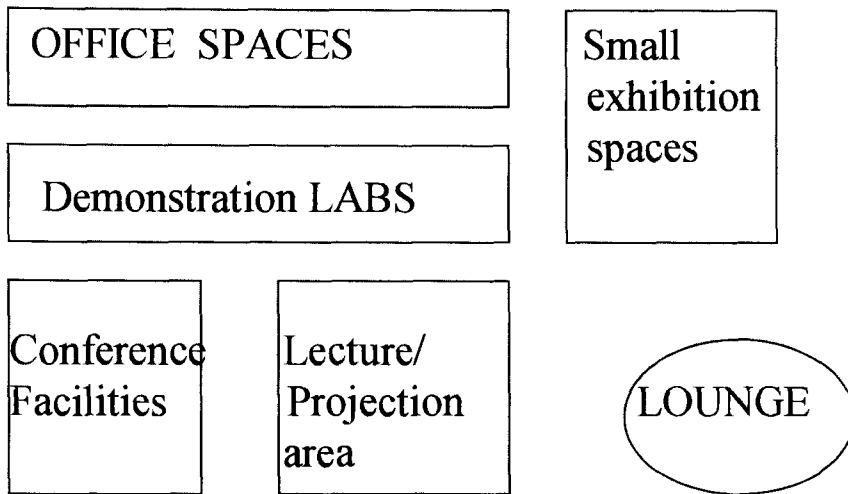 OFFICE SPACES
Small
exhibition
spaces
Demonstration LABS
Conference
Facilities
Lecture/
Projection
area
LOUNGE